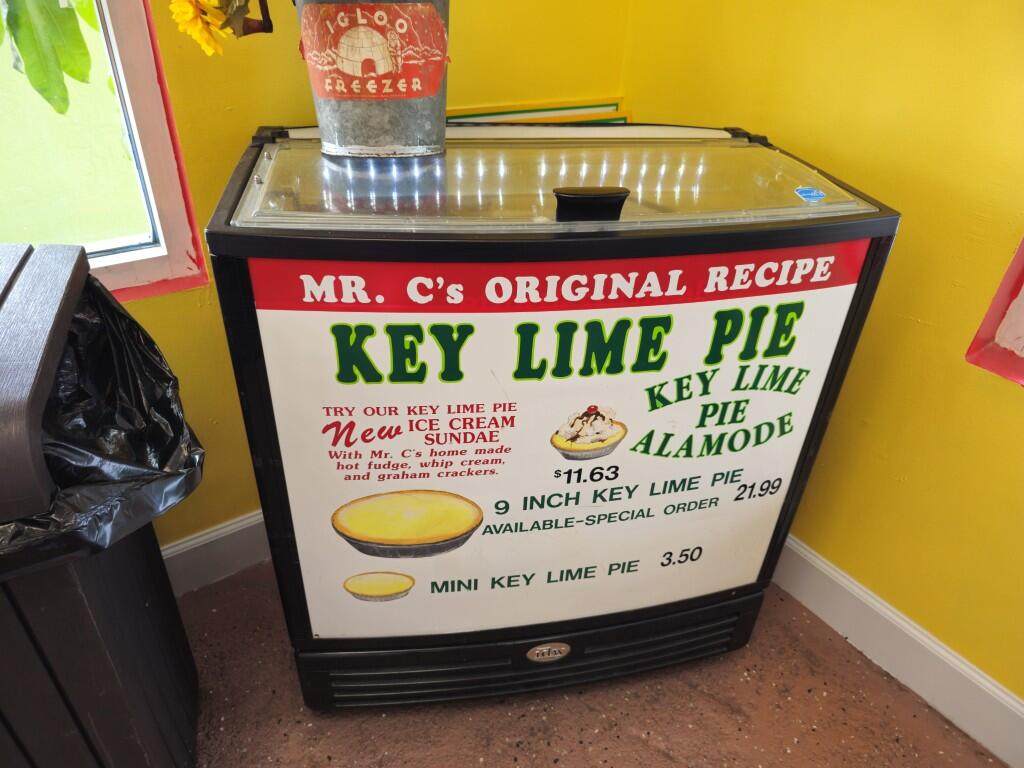 IGLOO
FREEZER
MR. C's ORIGINAL RECIPE
KEY LIME PIE
KEY LIME
PIE
ALAMODE
TRY OUR KEY LIME PIE
New ICE CREAM
SUNDAE
With Mr. C's home made
hot fudge, whip cream,
and graham crackers.
$11.63
9 INCH KEY LIME PIE
AVAILABLE-SPECIAL ORDER 21.99
MINI KEY LIME PIE 3.50